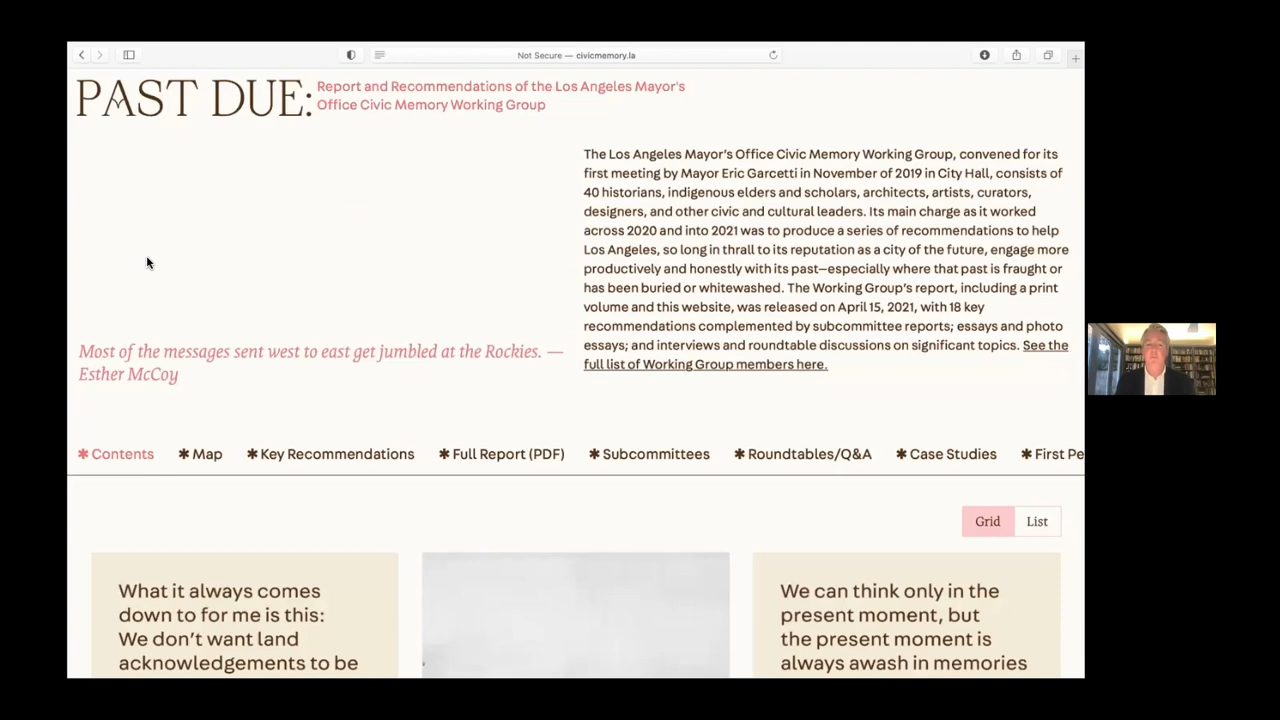 Not Secure — civicmemory.la
PAST DUE:
Report and Recommendations of the Los Angeles Mayor's
Office Civic Memory Working Group
The Los Angeles Mayor's Office Civic Memory Working Group, convened for its
first meeting by Mayor Eric Garcetti in November of 2019 in City Hall, consists of
40 historians, indigenous elders and scholars, architects, artists, curators,
designers, and other civic and cultural leaders. Its main charge as it worked
across 2020 and into 2021 was to produce a series of recommendations to help
Los Angeles, so long in thrall to its reputation as a city of the future, engage more
productively and honestly with its past—especially where that past is fraught or
has been buried or whitewashed. The Working Group's report, including a print
volume and this website, was released on April 15, 2021, with 18 key
recommendations complemented by subcommittee reports; essays and photo
essays; and interviews and roundtable discussions on significant topics. See the
full list of Working Group members here.
Most of the messages sent west to east get jumbled at the Rockies. —
Esther McCoy
✱ Contents ✱ Map ✱ Key Recommendations ✱ Full Report (PDF) ✱ Subcommittees ✱ Roundtables/Q&A ✱ Case Studies ✱ First Pe
Grid List
What it always comes
down to for me is this:
We don't want land
acknowledgements to be
We can think only in the
present moment, but
the present moment is
always awash in memories